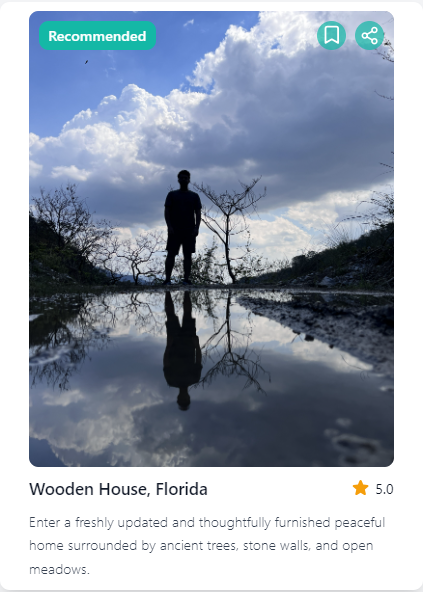 Recommended
Wooden House, Florida
5.0
Enter a freshly updated and thoughtfully furnished peaceful
home surrounded by ancient trees, stone walls, and open
meadows.